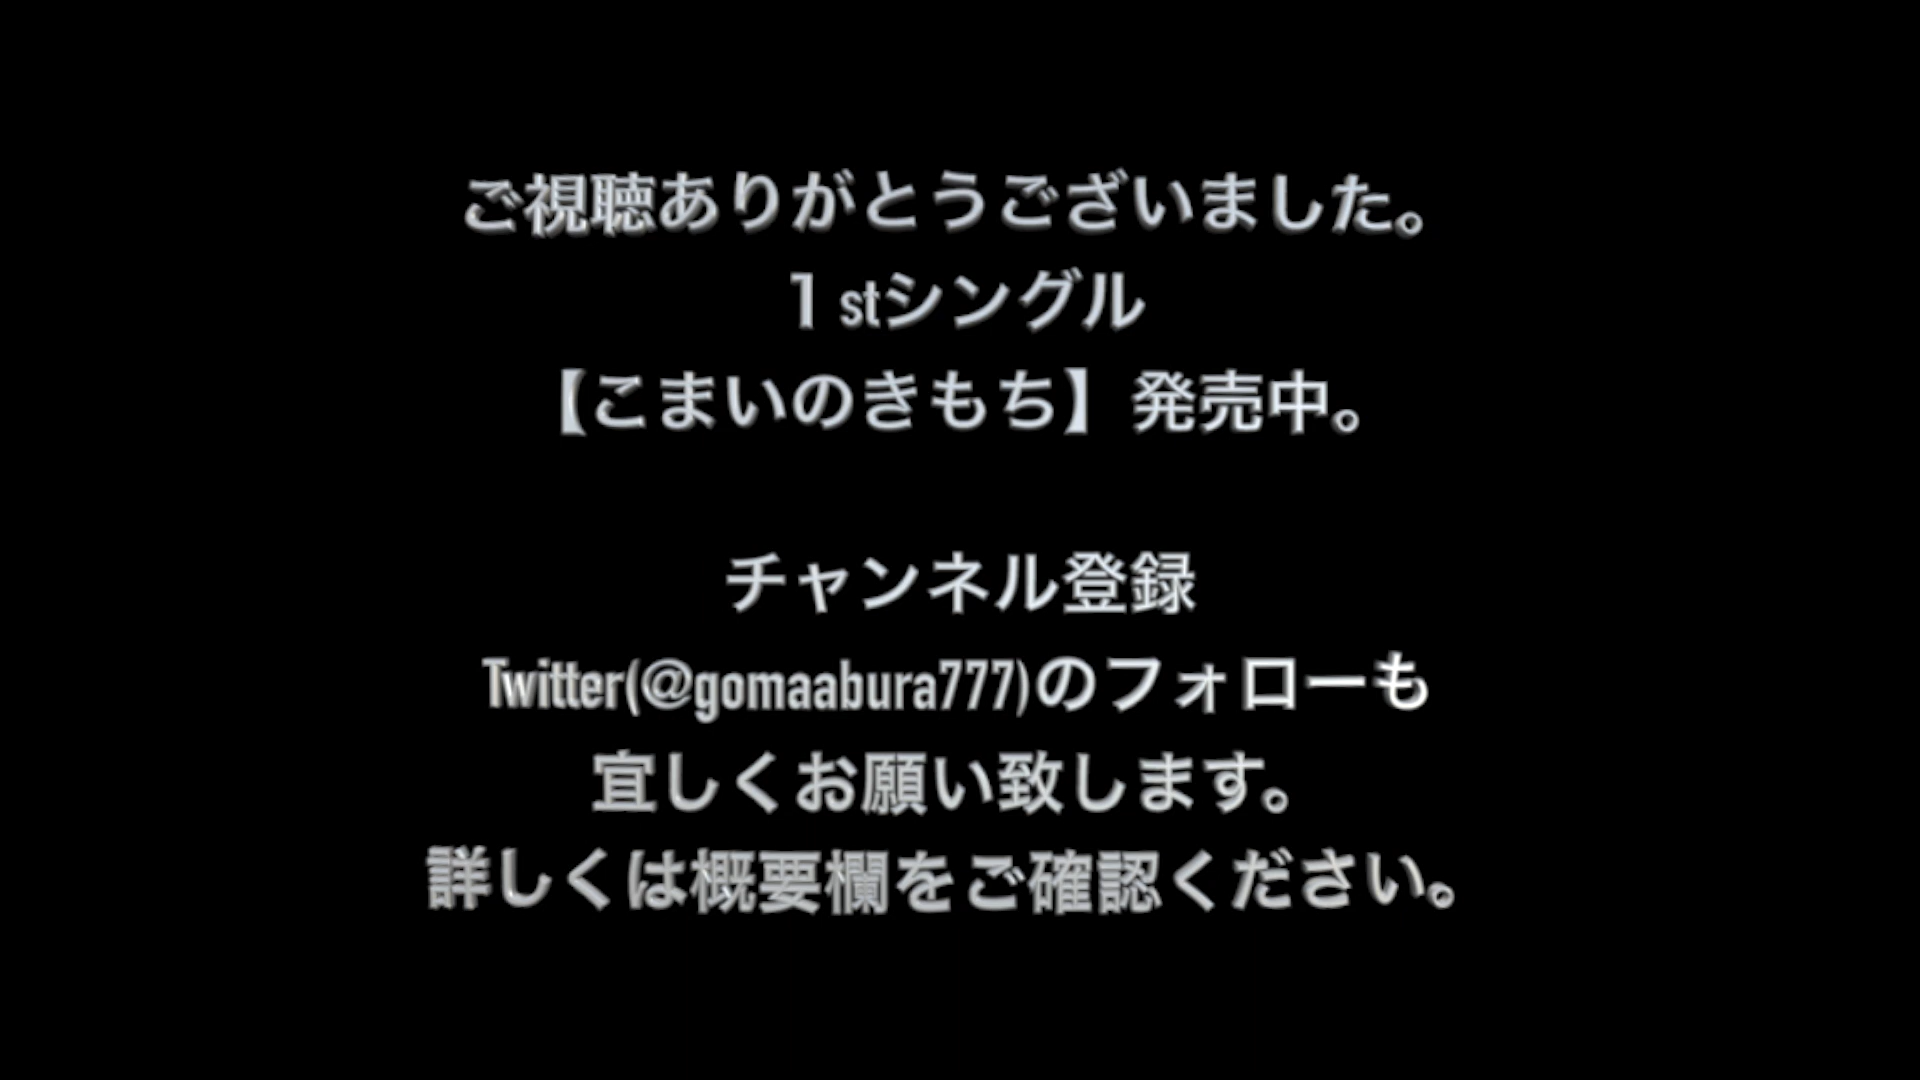 ご視聴ありがとうございました。
１stシングル
【こまいのきもち】発売中。
チャンネル登録
Twitter(@gomaabura777)のフォローも
宜しくお願い致します。
詳しくは概要欄をご確認ください。